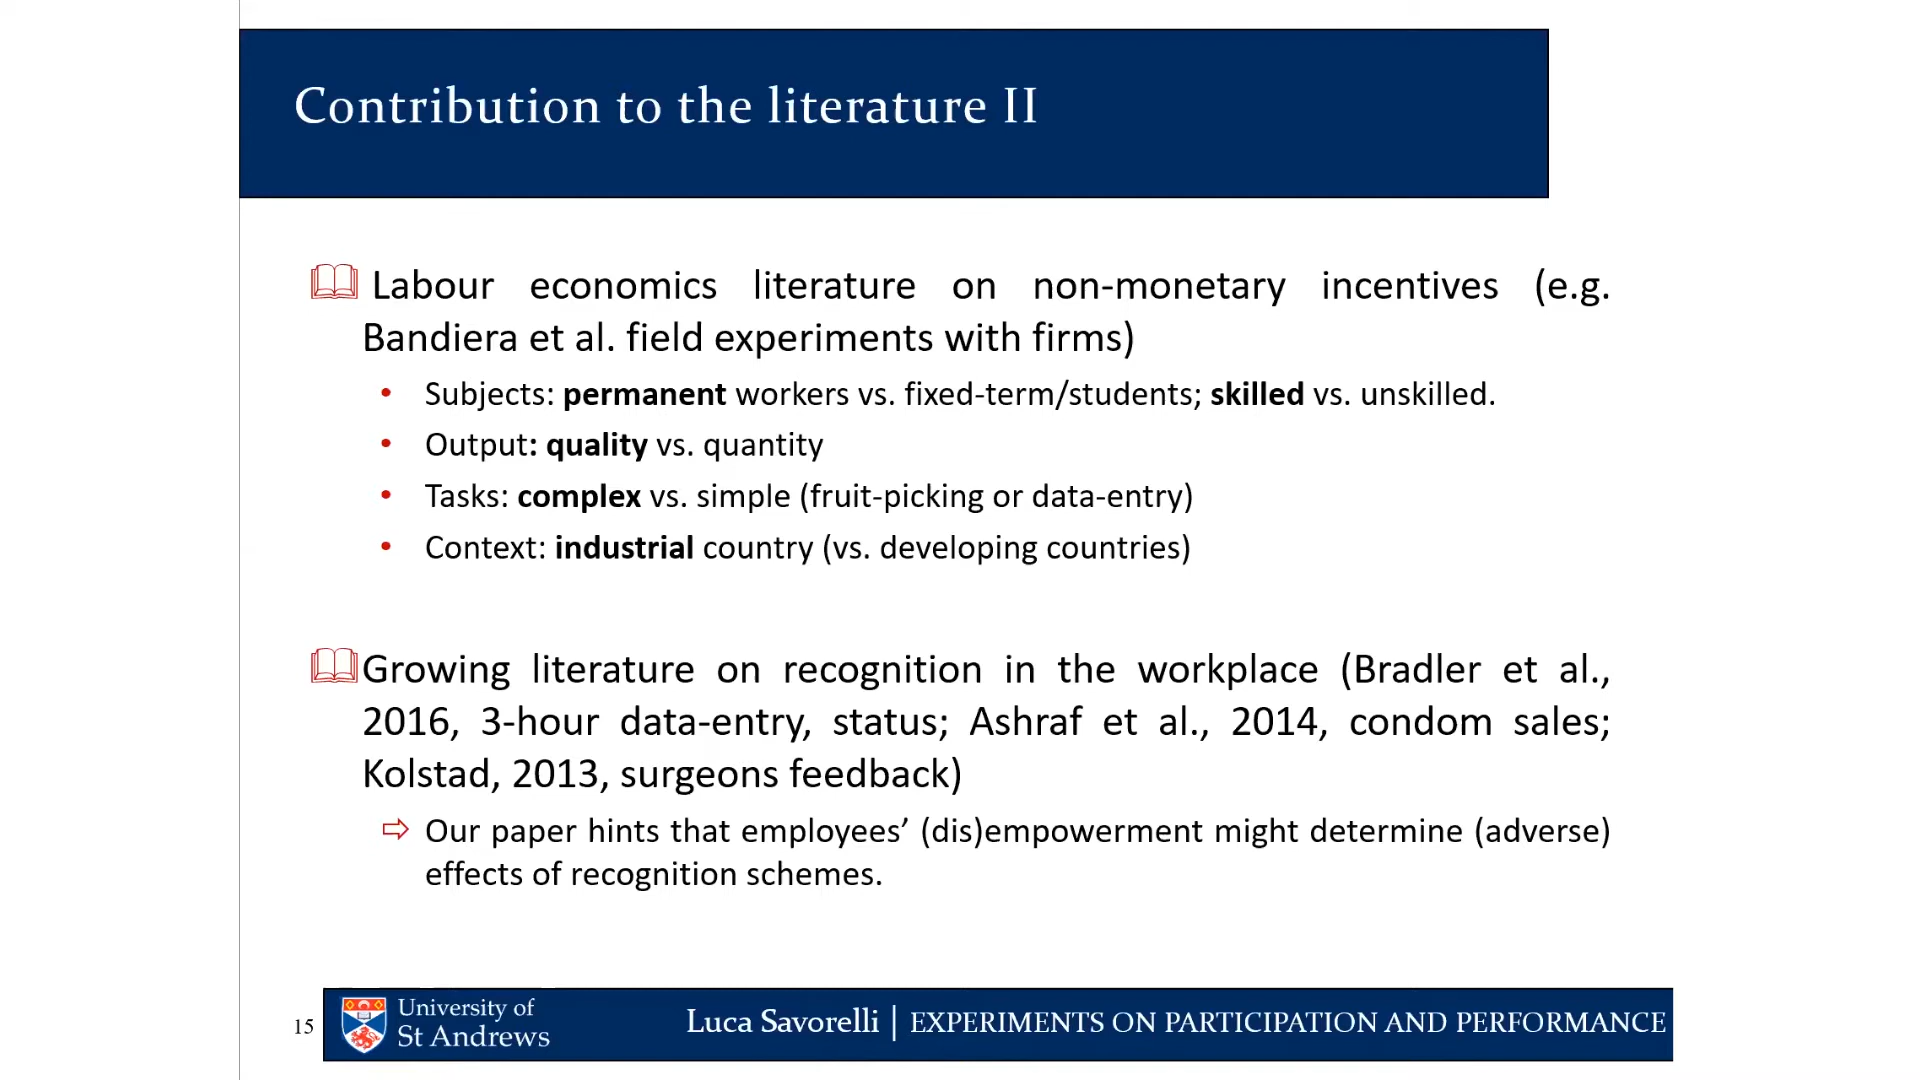 Contribution to the literature II
Labour economics literature on non-monetary incentives (e.g.
Bandiera et al. field experiments with firms)
• Subjects: permanent workers vs. fixed-term/students; skilled vs. unskilled.
• Output: quality vs. quantity
• Tasks: complex vs. simple (fruit-picking or data-entry)
• Context: industrial country (vs. developing countries)
Growing literature on recognition in the workplace (Bradler et al.,
2016, 3-hour data-entry, status; Ashraf et al., 2014, condom sales;
Kolstad, 2013, surgeons feedback)
⇨ Our paper hints that employees’ (dis)empowerment might determine (adverse)
effects of recognition schemes.
15
University of
St Andrews
Luca Savorelli | EXPERIMENTS ON PARTICIPATION AND PERFORMANCE